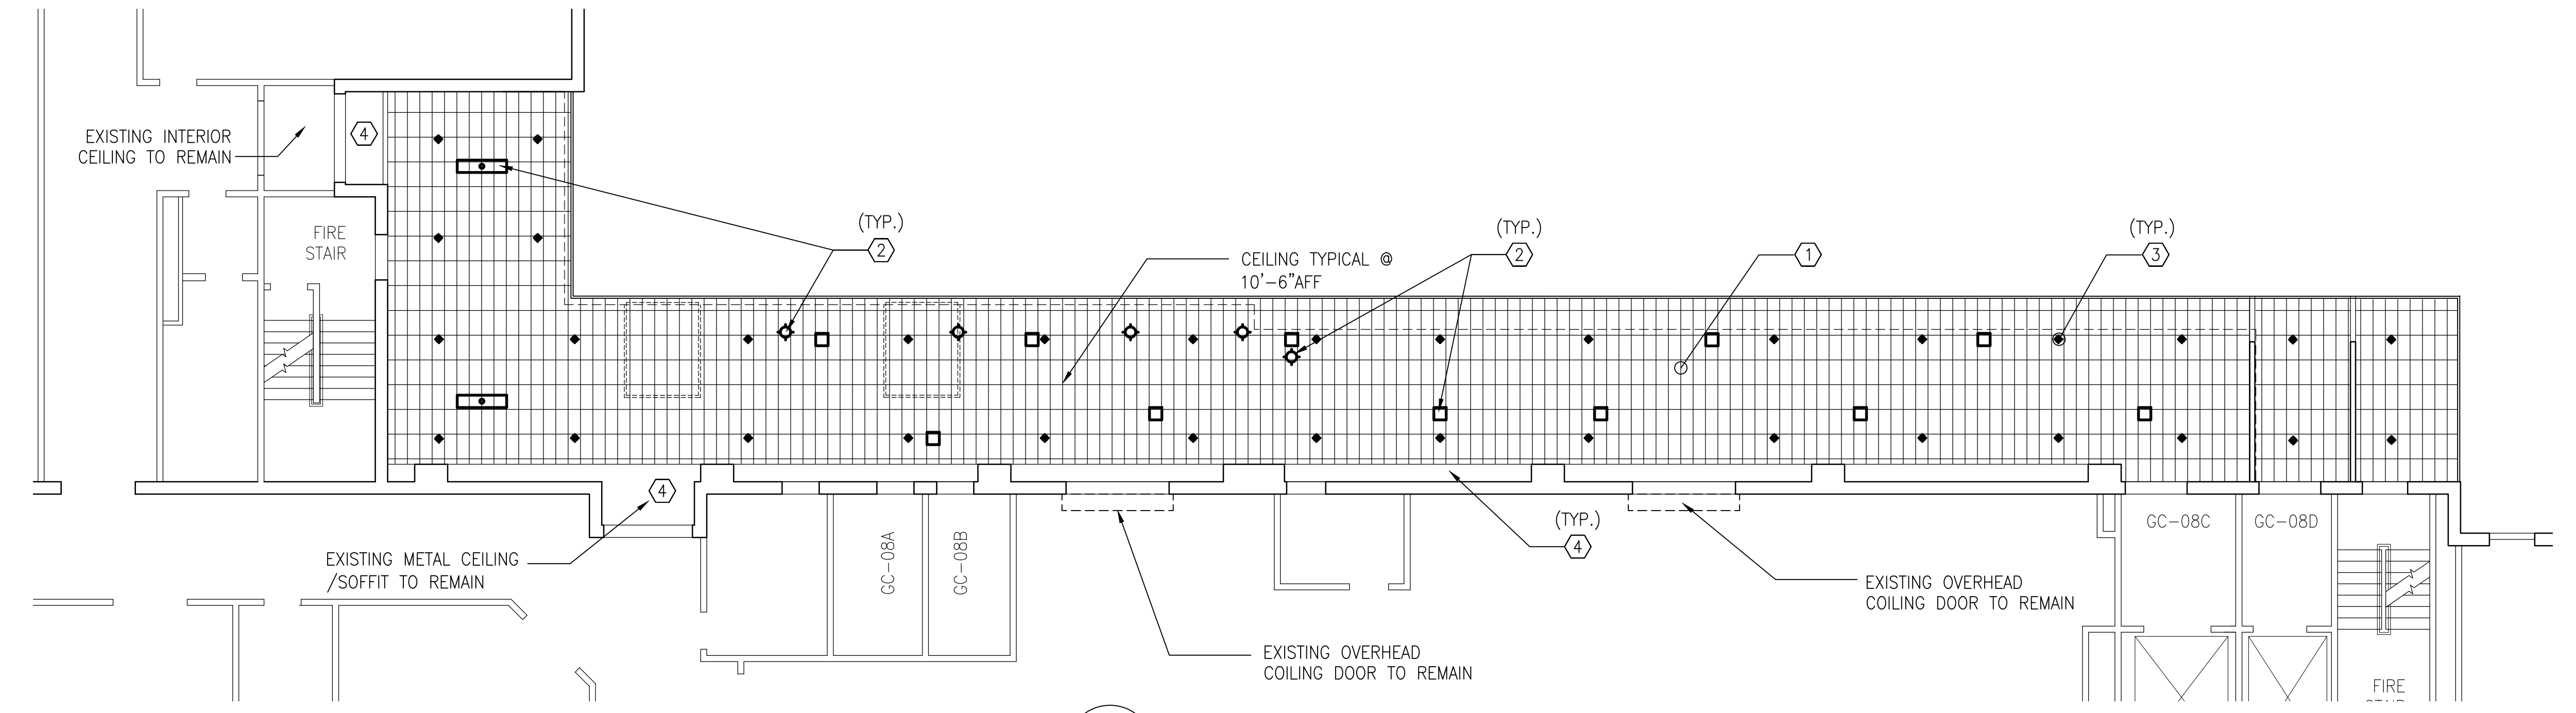 EXISTING INTERIOR
CEILING TO REMAIN
4
FIRE
STAIR
(TYP.)
2
CEILING TYPICAL @
10'-6"AFF
(TYP.)
2
1
(TYP.)
3
4
EXISTING METAL CEILING
/SOFFIT TO REMAIN
GC-08A
GC-08B
(TYP.)
4
EXISTING OVERHEAD
COILING DOOR TO REMAIN
EXISTING OVERHEAD
COILING DOOR TO REMAIN
GC-08C
GC-08D
FIRE